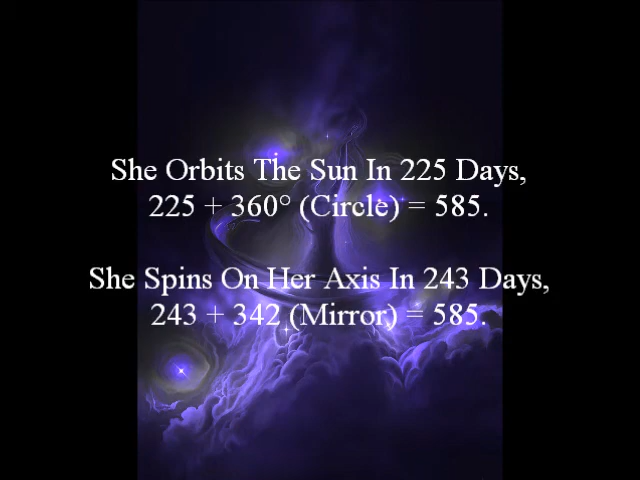 She Orbits The Sun In 225 Days,
225 + 360° (Circle) = 585.
She Spins On Her Axis In 243 Days,
243 + 342 (Mirror) = 585.